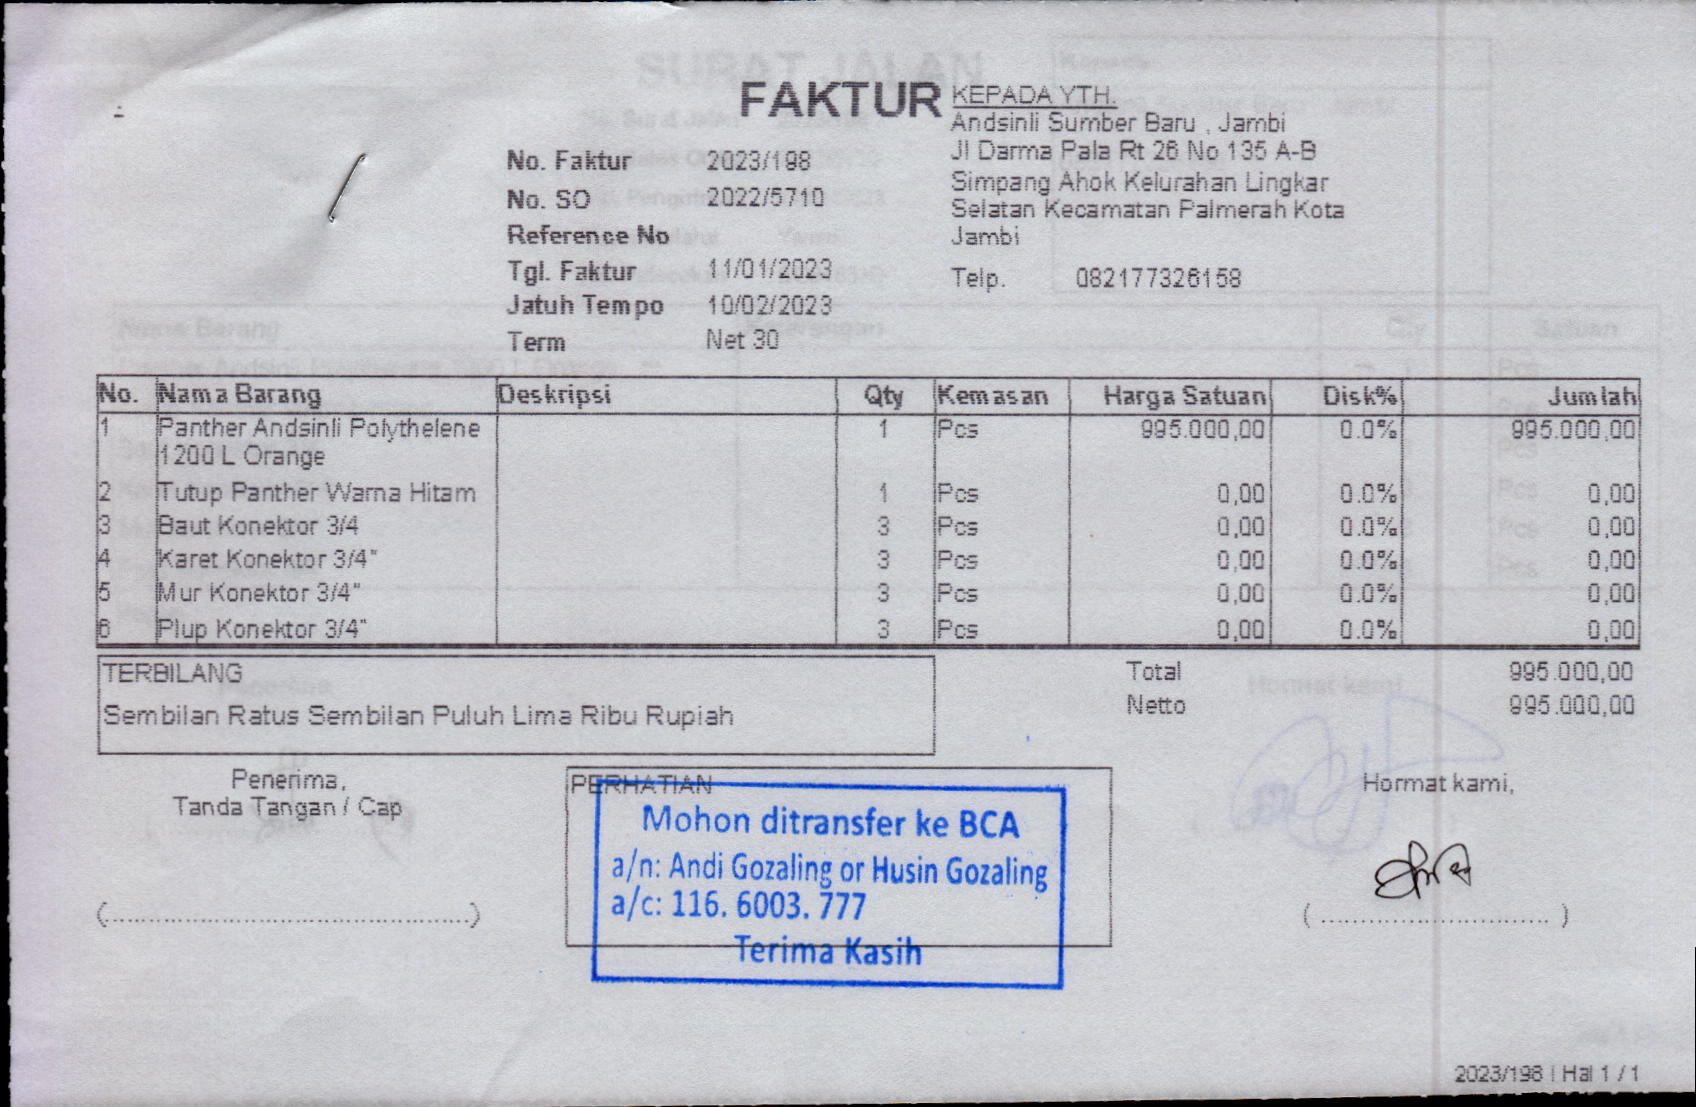 FAKTUR
KEPADA YTH.
Andsinli Sumber Baru , Jambi
Jl Darma Pala Rt 26 No 135 A-B
Simpang Ahok Kelurahan Lingkar
Selatan Kecamatan Palmerah Kota
Jambi
Telp. 082177326158
No. Faktur 2023/198
No. SO 2022/5710
Reference No
Tgl. Faktur 11/01/2023
Jatuh Tempo 10/02/2023
Term Net 30
No. Nama Barang Deskripsi Qty Kemasan Harga Satuan Disk% Jumlah
1 Panther Andsinli Polythelene 1 Pcs 995.000,00 0.0% 995.000,00
1200 L Orange
2 Tutup Panther Warna Hitam 1 Pcs 0,00 0.0% 0,00
3 Baut Konektor 3/4 3 Pcs 0,00 0.0% 0,00
4 Karet Konektor 3/4" 3 Pcs 0,00 0.0% 0,00
5 Mur Konektor 3/4" 3 Pcs 0,00 0.0% 0,00
6 Plup Konektor 3/4" 3 Pcs 0,00 0.0% 0,00
TERBILANG
Sembilan Ratus Sembilan Puluh Lima Ribu Rupiah
Total 995.000,00
Netto 995.000,00
Penerima,
Tanda Tangan / Cap
(................................................)
PERHATIAN
Mohon ditransfer ke BCA
a/n: Andi Gozaling or Husin Gozaling
a/c: 116. 6003. 777
Terima Kasih
Hormat kami,
( .............................. )
2023/198 | Hal 1 / 1